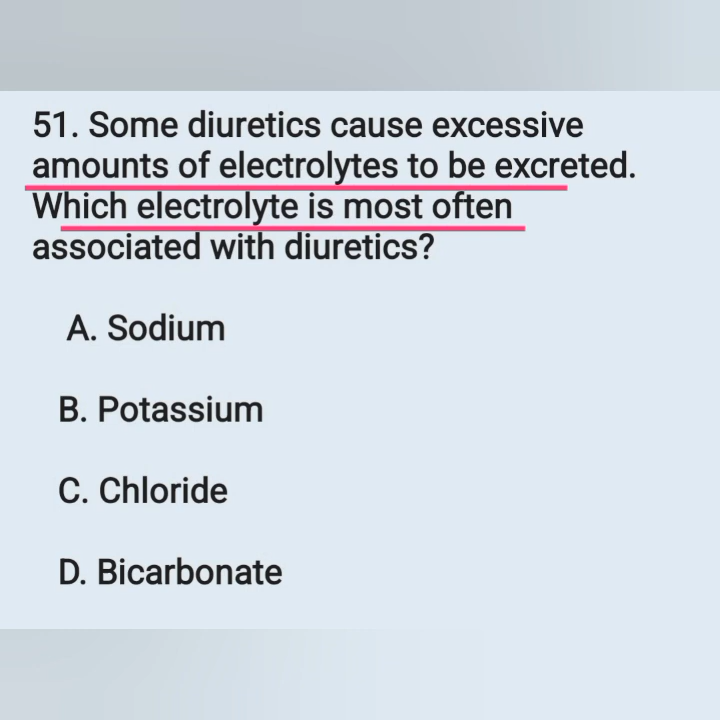 51. Some diuretics cause excessive
amounts of electrolytes to be excreted.
Which electrolyte is most often
associated with diuretics?
A. Sodium
B. Potassium
C. Chloride
D. Bicarbonate